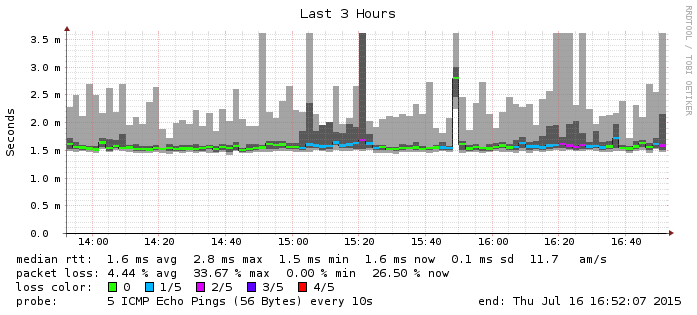 Last 3 Hours
RRDTOOL / TOBI OETIKER
Seconds
3.5 m
3.0 m
2.5 m
2.0 m
1.5 m
1.0 m
0.5 m
0.0
14:00 14:20 14:40 15:00 15:20 15:40 16:00 16:20 16:40
median rtt: 1.6 ms avg 2.8 ms max 1.5 ms min 1.6 ms now 0.1 ms sd 11.7 am/s
packet loss: 4.44 % avg 33.67 % max 0.00 % min 26.50 % now
loss color: 0 1/5 2/5 3/5 4/5
probe: 5 ICMP Echo Pings (56 Bytes) every 10s end: Thu Jul 16 16:52:07 2015